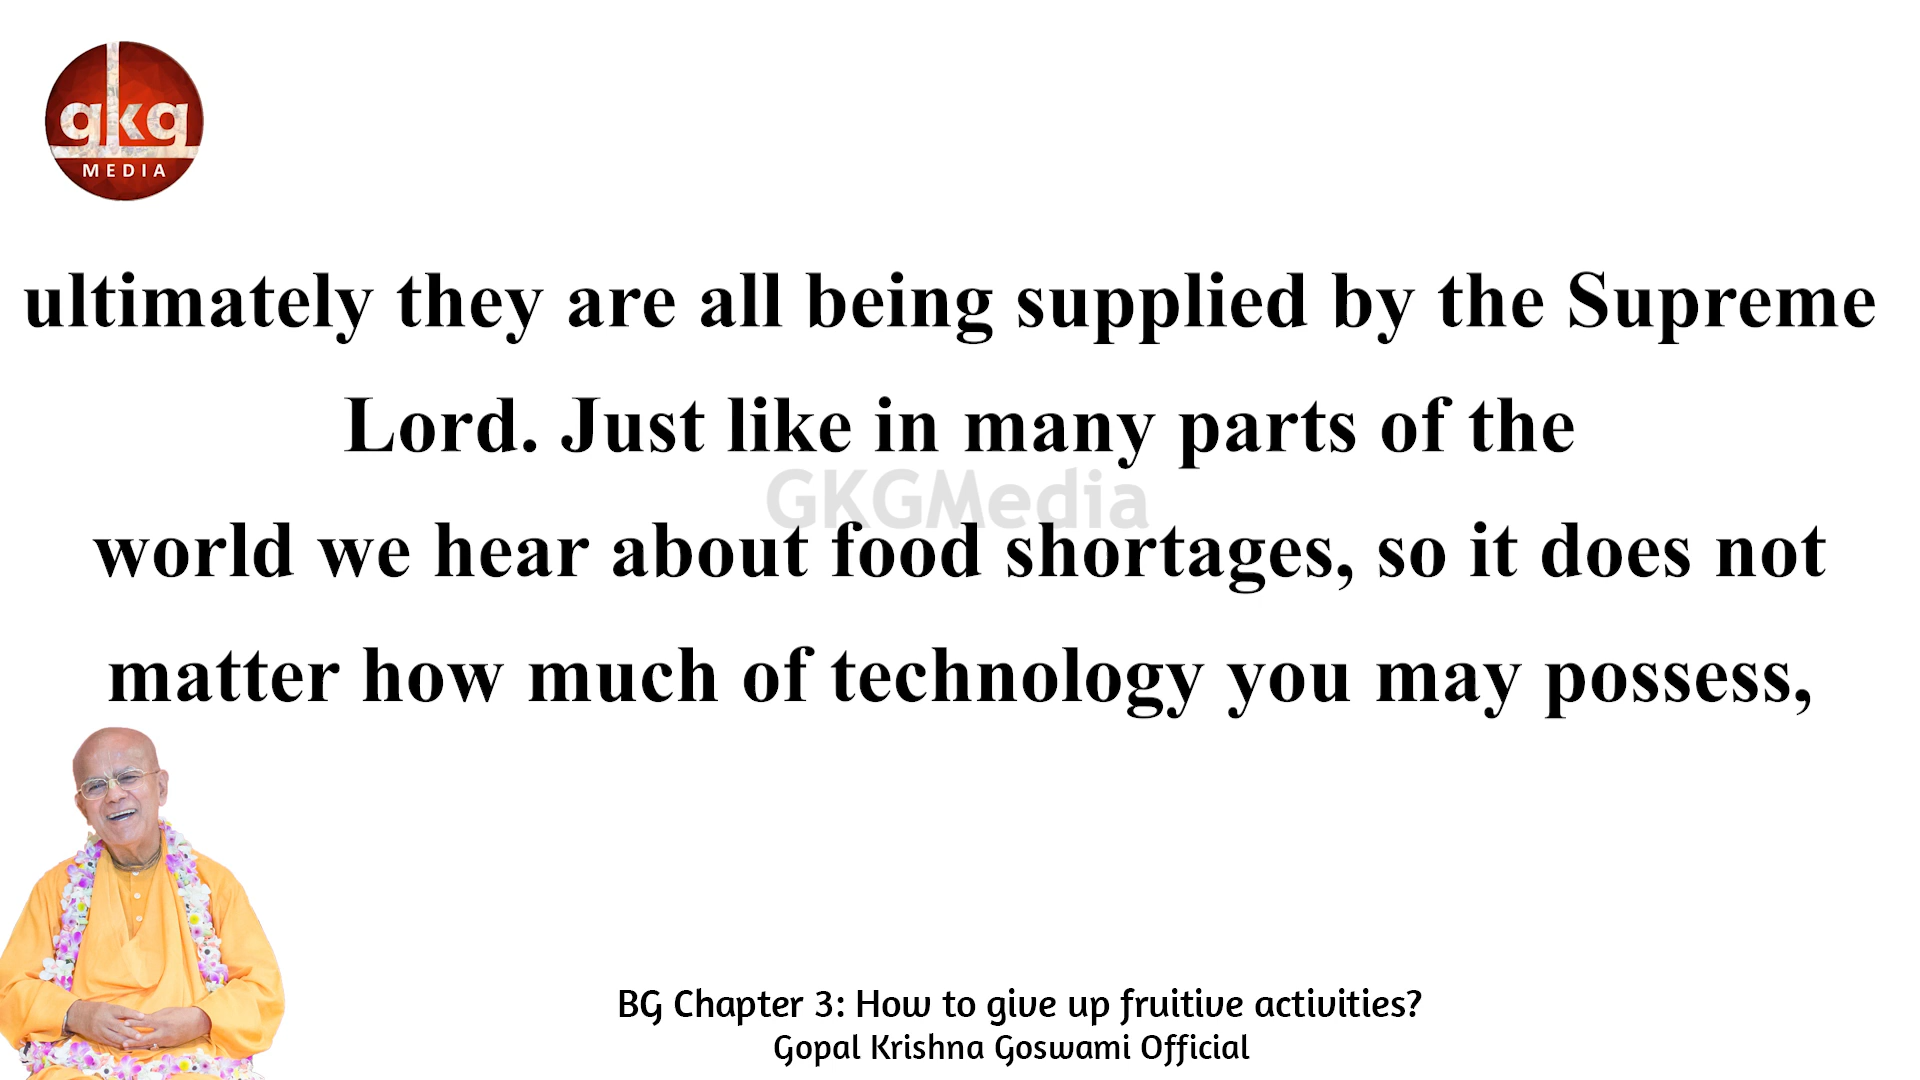 gkg
MEDIA
ultimately they are all being supplied by the Supreme
Lord. Just like in many parts of the
GKGMedia
world we hear about food shortages, so it does not
matter how much of technology you may possess,
BG Chapter 3: How to give up fruitive activities?
Gopal Krishna Goswami Official